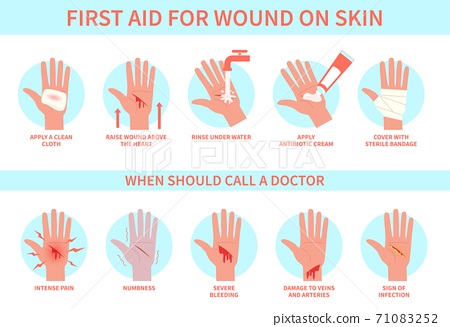 FIRST AID FOR WOUND ON SKIN
APPLY A CLEAN
CLOTH
RAISE WOUND ABOVE
THE HEART
RINSE UNDER WATER
APPLY
ANTIBIOTIC CREAM
COVER WITH
STERILE BANDAGE
WHEN SHOULD CALL A DOCTOR
INTENSE PAIN
NUMBNESS
SEVERE
BLEEDING
DAMAGE TO VEINS
AND ARTERIES
SIGN OF
INFECTION
71083252